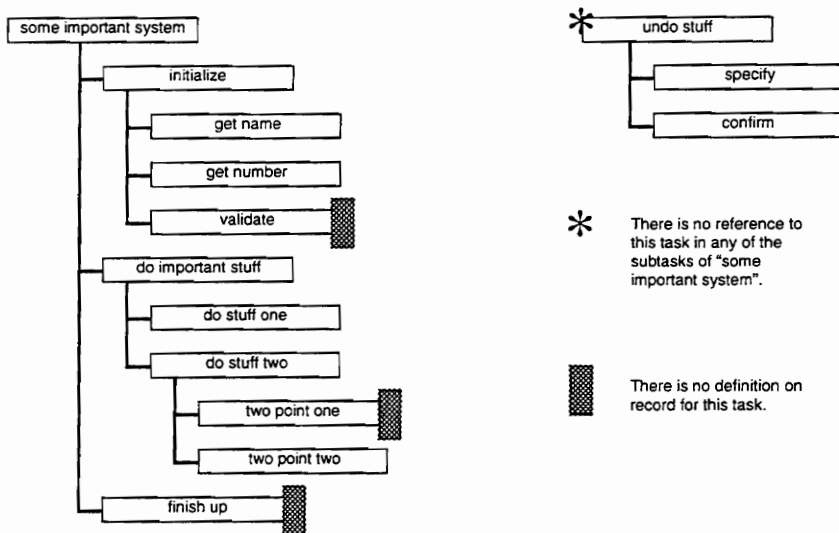 some important system
initialize
get name
get number
validate
do important stuff
do stuff one
do stuff two
two point one
two point two
finish up
undo stuff
specify
confirm
There is no reference to
this task in any of the
subtasks of “some
important system”.
There is no definition on
record for this task.